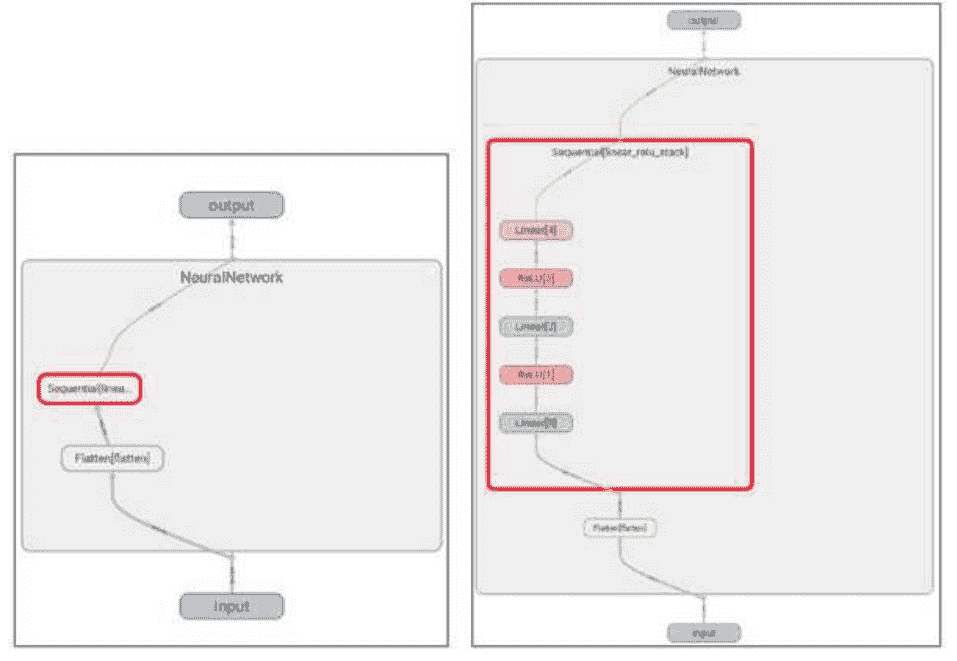 output
NeuralNetwork
Sequential[linea...
Flatten[flatten]
input
output
NeuralNetwork
Sequential[linear_relu_stack]
Linear[4]
ReLU[3]
Linear[2]
ReLU[1]
Linear[0]
Flatten[flatten]
input